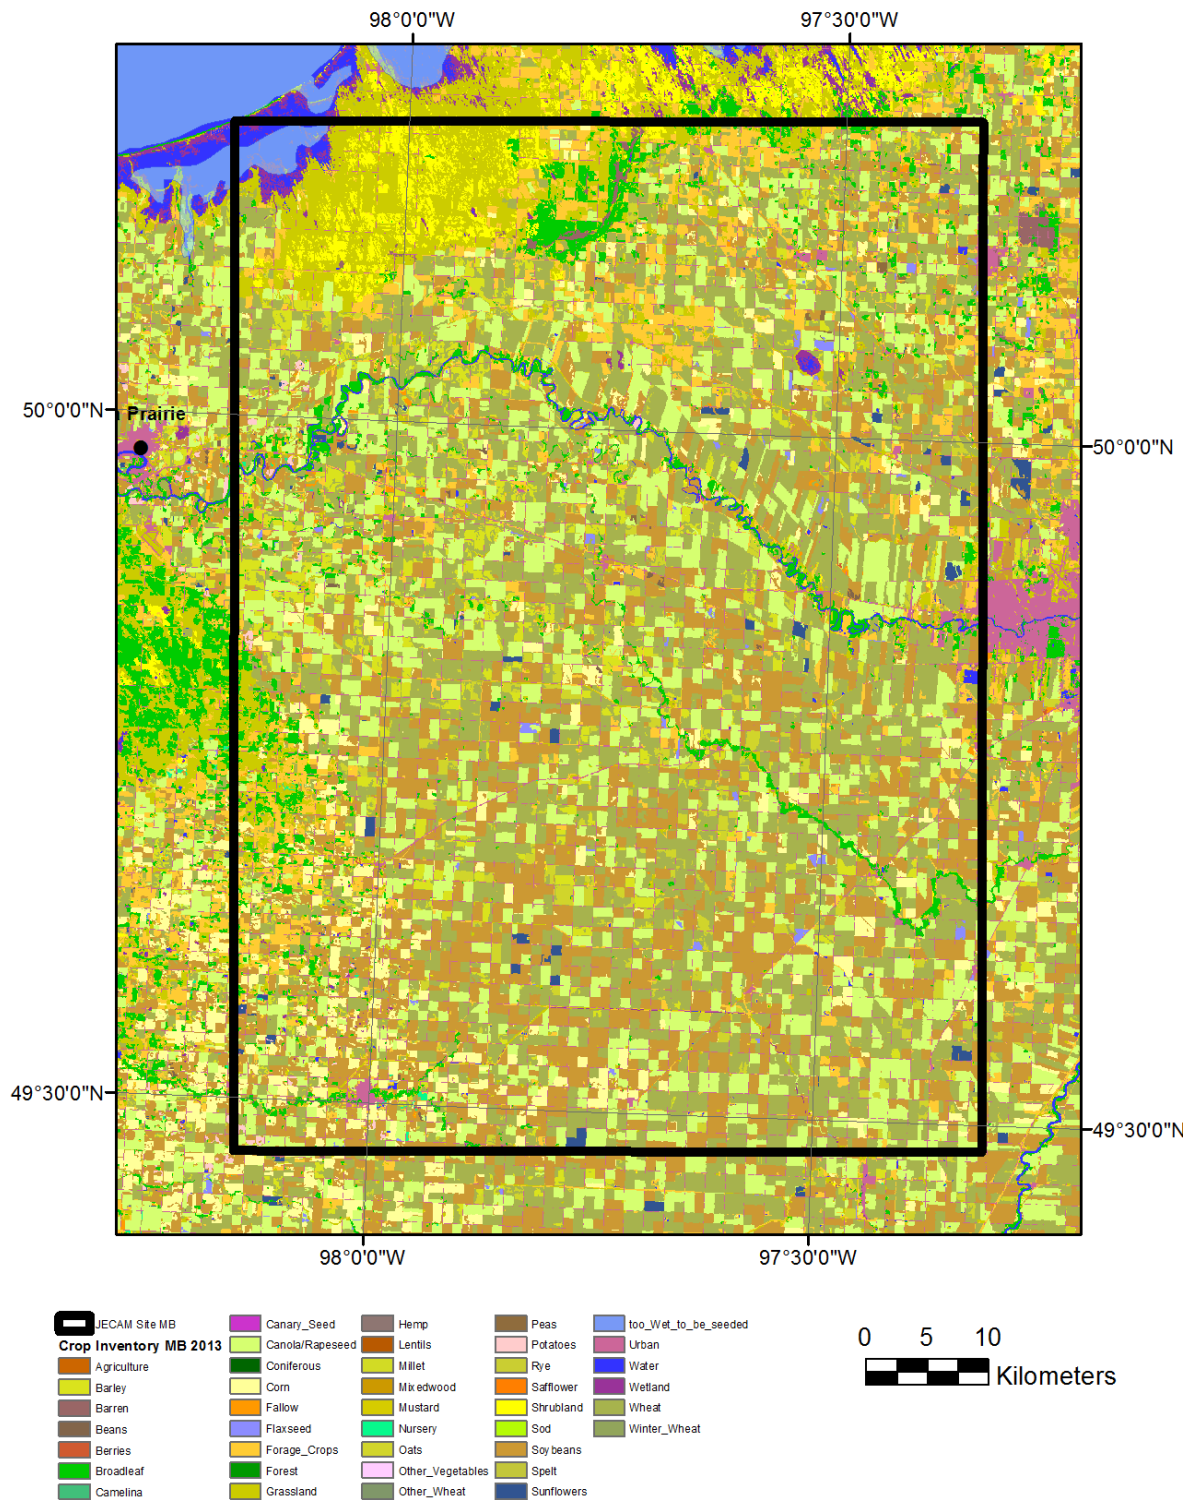 98°0'0"W
97°30'0"W
50°0'0"N
Prairie
50°0'0"N
49°30'0"N
49°30'0"N
98°0'0"W
97°30'0"W
JECAM Site MB
Crop Inventory MB 2013
Agriculture
Barley
Barren
Beans
Berries
Broadleaf
Camelina
Canary_Seed
Canola/Rapeseed
Coniferous
Corn
Fallow
Flaxseed
Forage_Crops
Forest
Grassland
Hemp
Lentils
Millet
Mixedwood
Mustard
Nursery
Oats
Other_Vegetables
Other_Wheat
Peas
Potatoes
Rye
Safflower
Shrubland
Sod
Soybeans
Spelt
Sunflowers
too_Wet_to_be_seeded
Urban
Water
Wetland
Wheat
Winter_Wheat
0 5 10
Kilometers